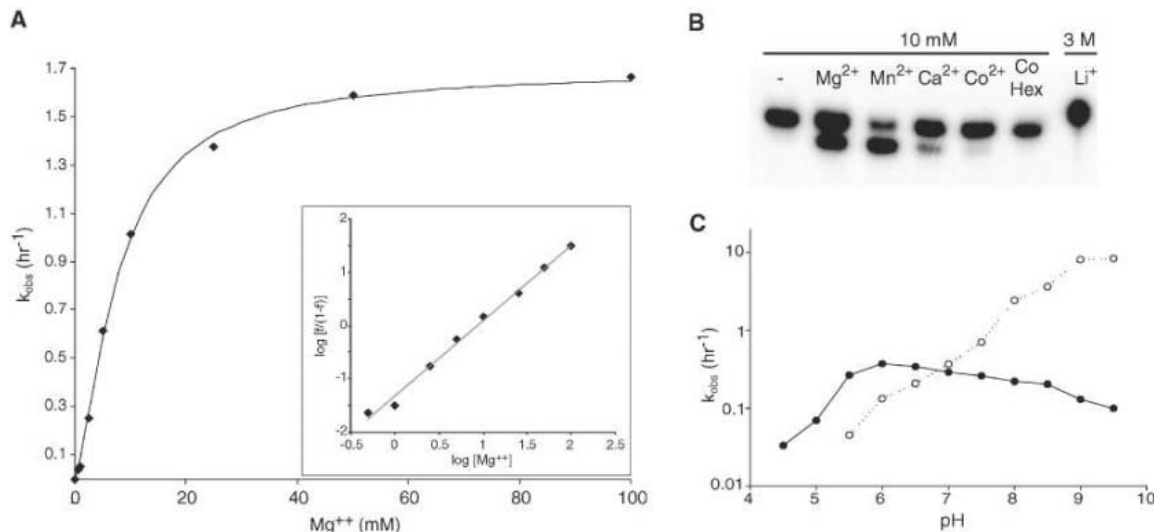 A
1.7
1.5
1.3
1.1
0.9
0.7
0.5
0.3
0.1
k_obs (hr⁻¹)
0 20 40 60 80 100
Mg⁺⁺ (mM)
2
1
0
-1
-2
log [f/(1-f)]
-0.5 0 0.5 1 1.5 2 2.5
log [Mg⁺⁺]
B
10 mM 3 M
- Mg²⁺ Mn²⁺ Ca²⁺ Co²⁺ Co Hex Li⁺
C
10
1
0.1
0.01
k_obs (hr⁻¹)
4 5 6 7 8 9 10
pH